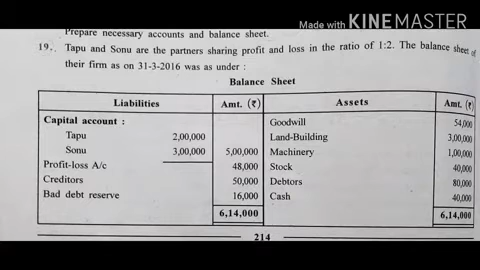 Made with KINEMASTER
Prepare necessary accounts and balance sheet.
19. Tapu and Sonu are the partners sharing profit and loss in the ratio of 1:2. The balance sheet of
their firm as on 31-3-2016 was as under :
Balance Sheet
Liabilities Amt. (₹) Assets Amt. (₹)
Capital account : Goodwill 54,000
Tapu 2,00,000 Land-Building 3,00,000
Sonu 3,00,000 5,00,000 Machinery 1,00,000
Profit-loss A/c 48,000 Stock 40,000
Creditors 50,000 Debtors 80,000
Bad debt reserve 16,000 Cash 40,000
6,14,000 6,14,000
214